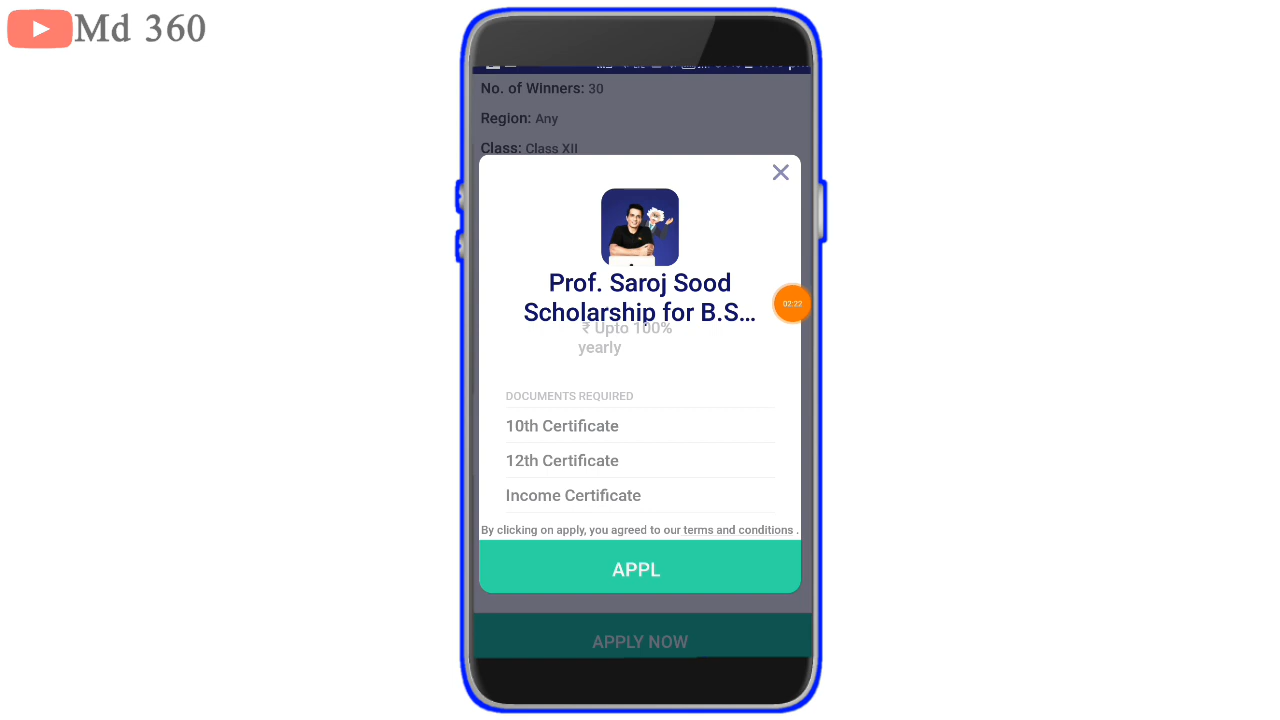 Md 360
No. of Winners: 30
Region: Any
Class: Class XII
Prof. Saroj Sood
Scholarship for B.S...
₹ Upto 100%
yearly
02:22
DOCUMENTS REQUIRED
10th Certificate
12th Certificate
Income Certificate
By clicking on apply, you agreed to our terms and conditions .
APPL
APPLY NOW